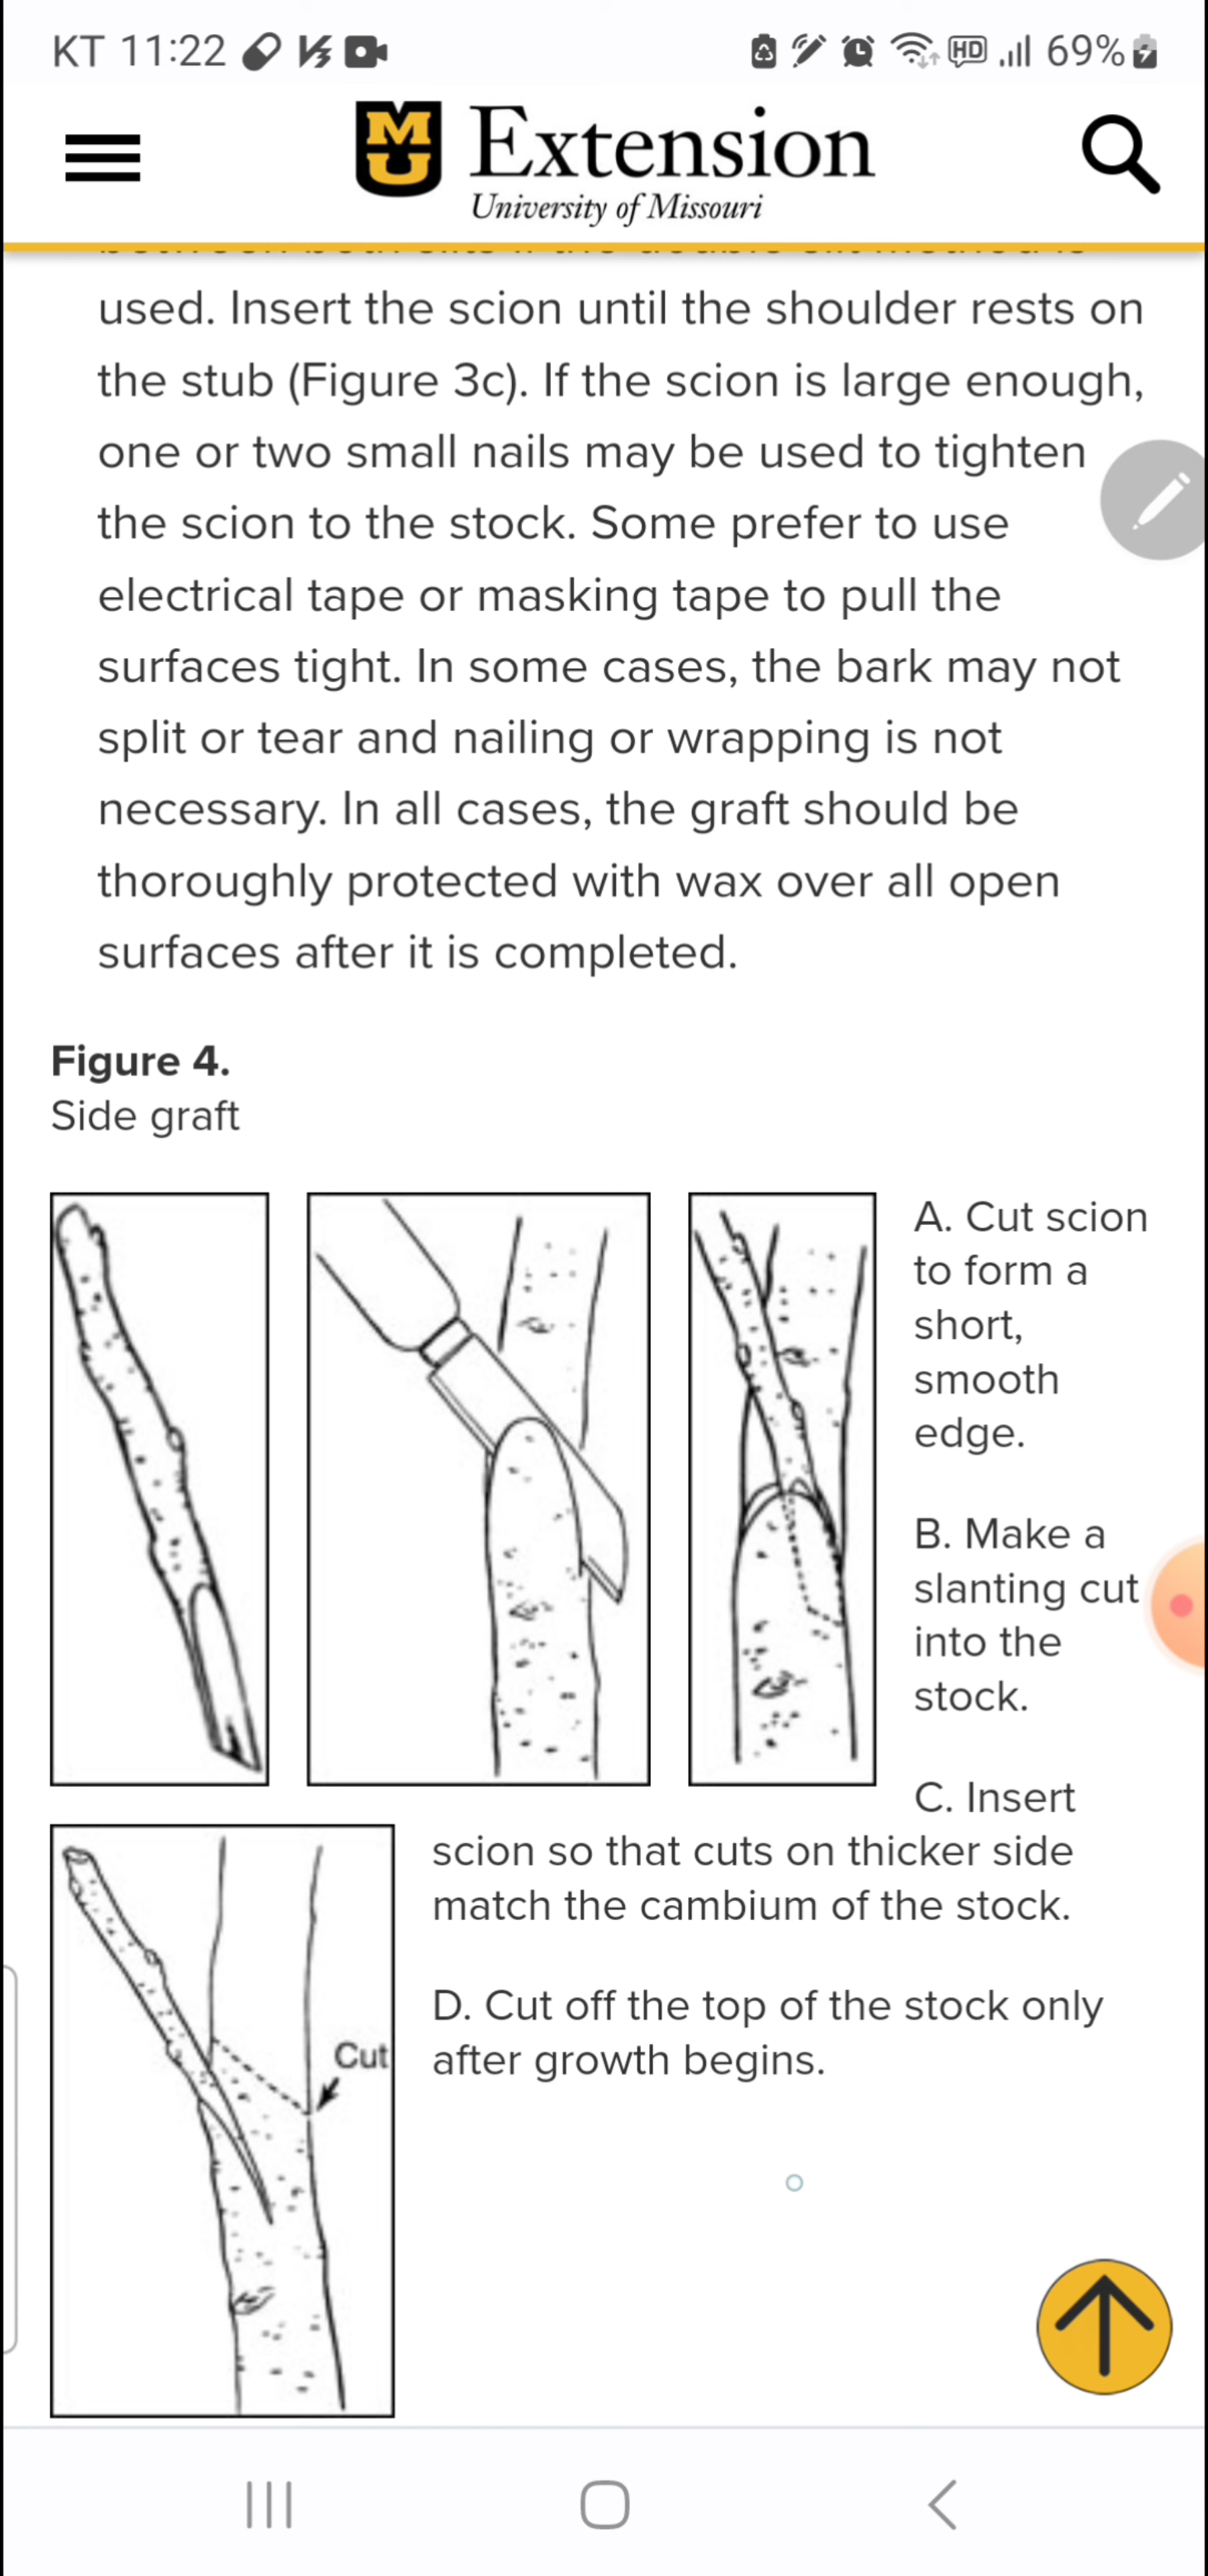 KT 11:22
HD 69%
MU Extension
University of Missouri
used. Insert the scion until the shoulder rests on
the stub (Figure 3c). If the scion is large enough,
one or two small nails may be used to tighten
the scion to the stock. Some prefer to use
electrical tape or masking tape to pull the
surfaces tight. In some cases, the bark may not
split or tear and nailing or wrapping is not
necessary. In all cases, the graft should be
thoroughly protected with wax over all open
surfaces after it is completed.
Figure 4.
Side graft
A. Cut scion
to form a
short,
smooth
edge.
B. Make a
slanting cut
into the
stock.
C. Insert
scion so that cuts on thicker side
match the cambium of the stock.
D. Cut off the top of the stock only
after growth begins.
Cut